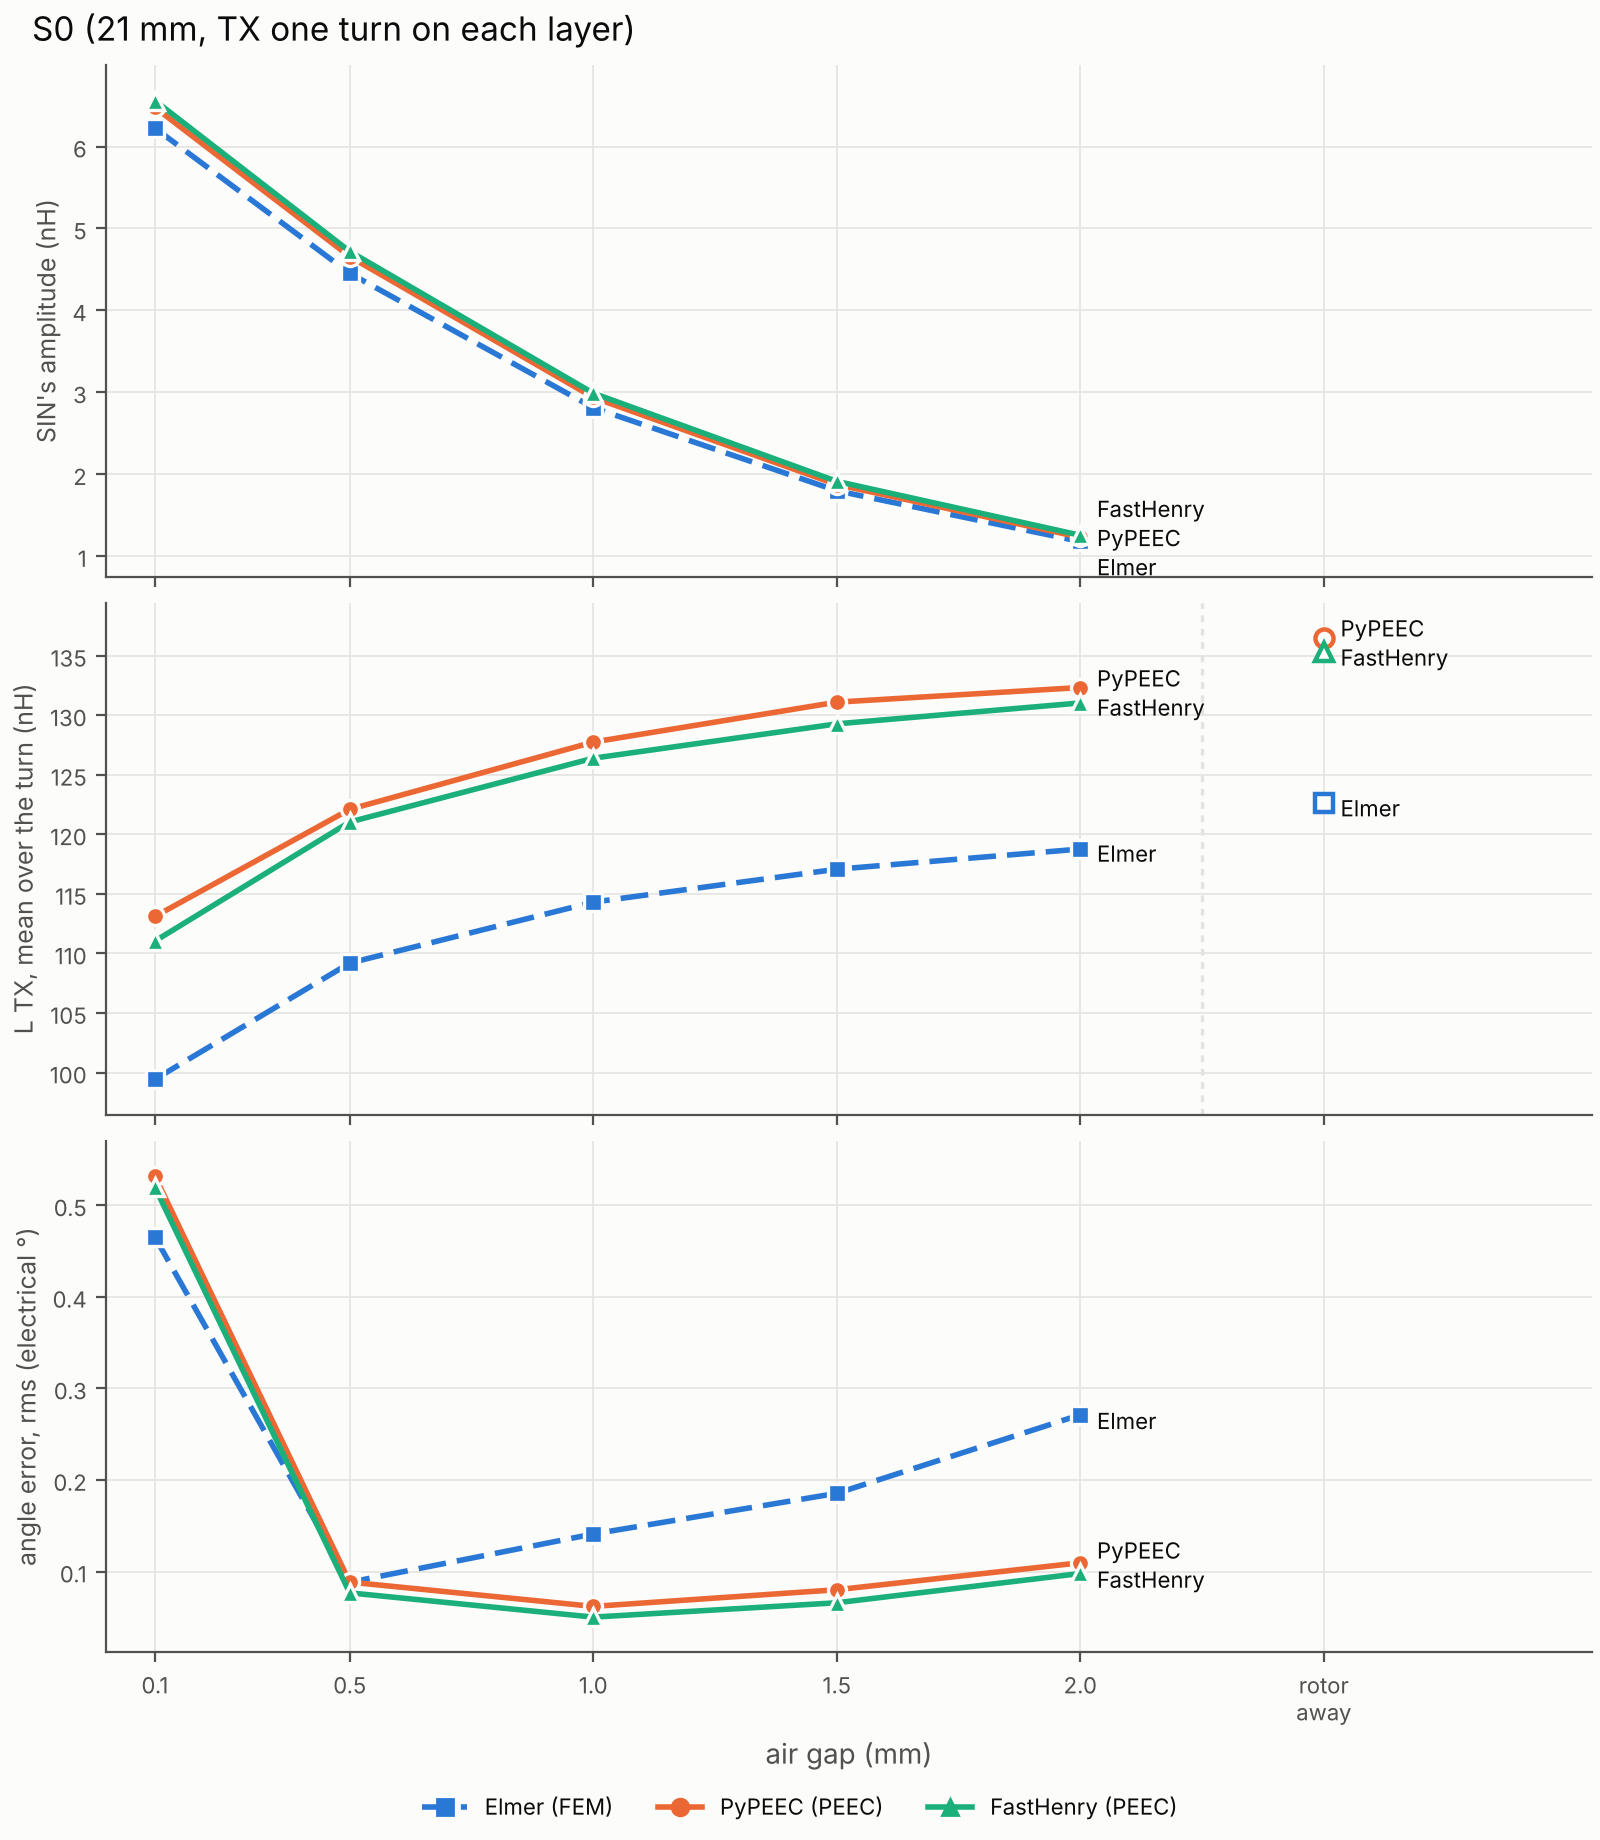 S0 (21 mm, TX one turn on each layer)
SIN's amplitude (nH)
6
5
4
3
2
1
FastHenry
PyPEEC
Elmer
L TX, mean over the turn (nH)
135
130
125
120
115
110
105
100
PyPEEC
FastHenry
PyPEEC
FastHenry
Elmer
Elmer
angle error, rms (electrical °)
0.5
0.4
0.3
0.2
0.1
Elmer
PyPEEC
FastHenry
0.1 0.5 1.0 1.5 2.0 rotor
away
air gap (mm)
Elmer (FEM) PyPEEC (PEEC) FastHenry (PEEC)